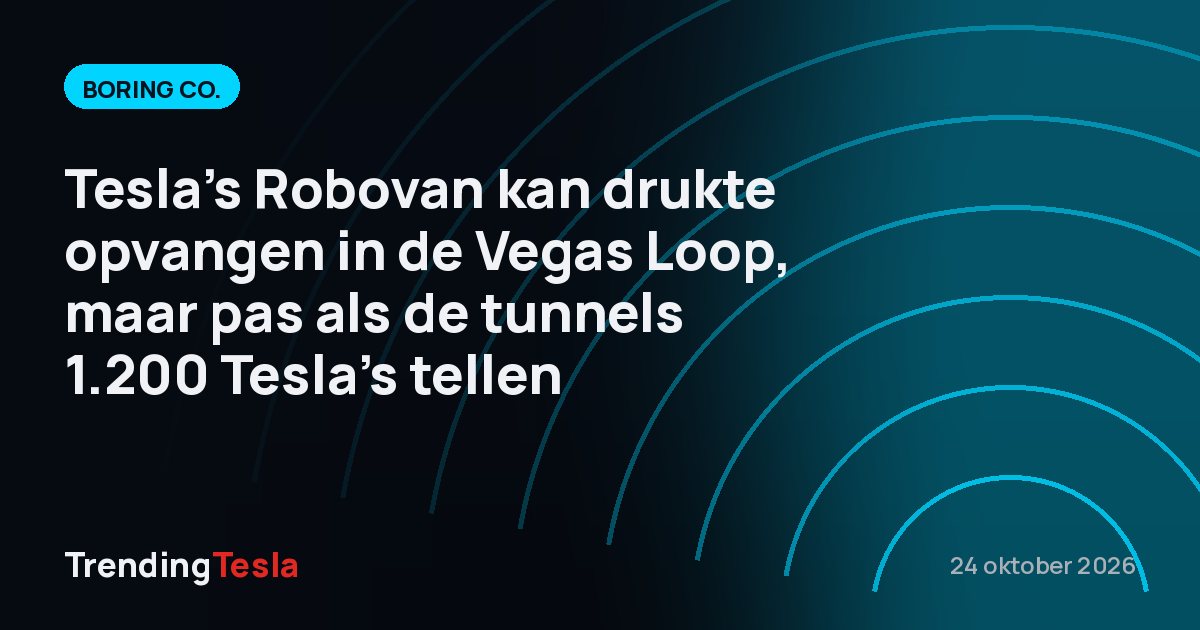 BORING CO.
Tesla’s Robovan kan drukte
opvangen in de Vegas Loop,
maar pas als de tunnels
1.200 Tesla’s tellen
TrendingTesla
24 oktober 2026